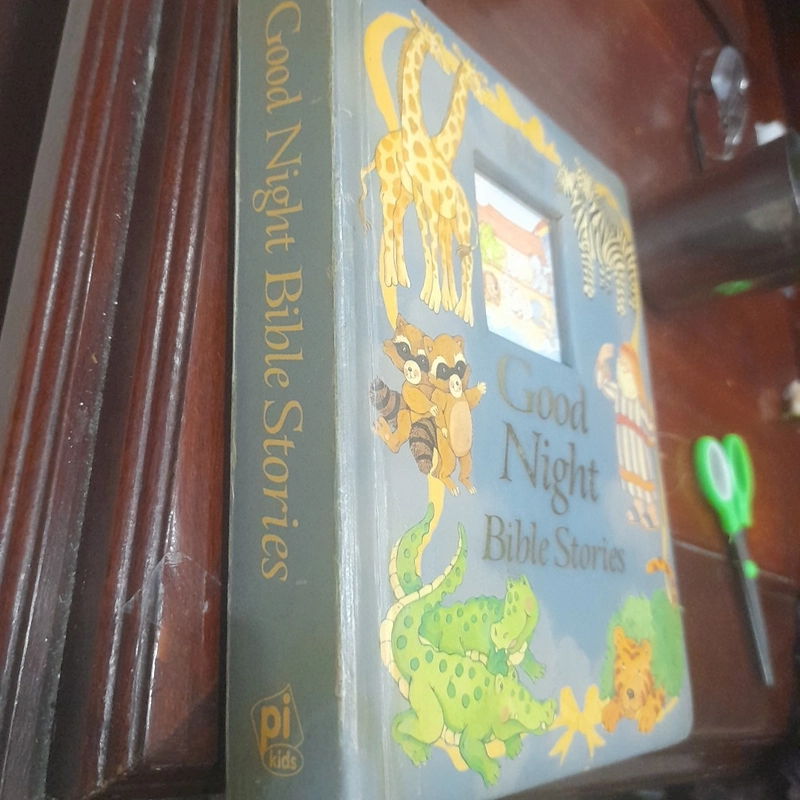 Good Night Bible Stories
pi
kids
Good
Night
Bible Stories